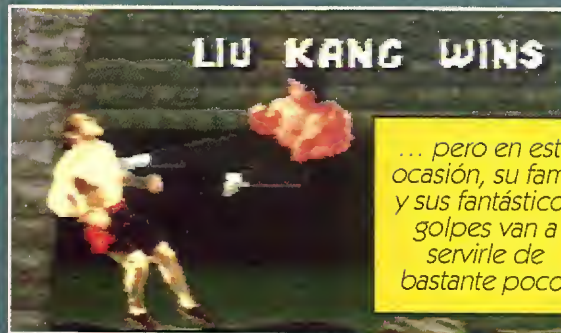 LIU KANG WINS
... pero en est
ocasión, su fam
y sus fantástico
golpes van a
servirle de
bastante poco